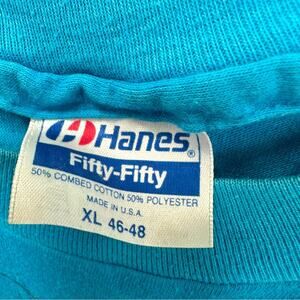 Hanes®
Fifty-Fifty
50% COMBED COTTON 50% POLYESTER
MADE IN U.S.A.
XL 46-48